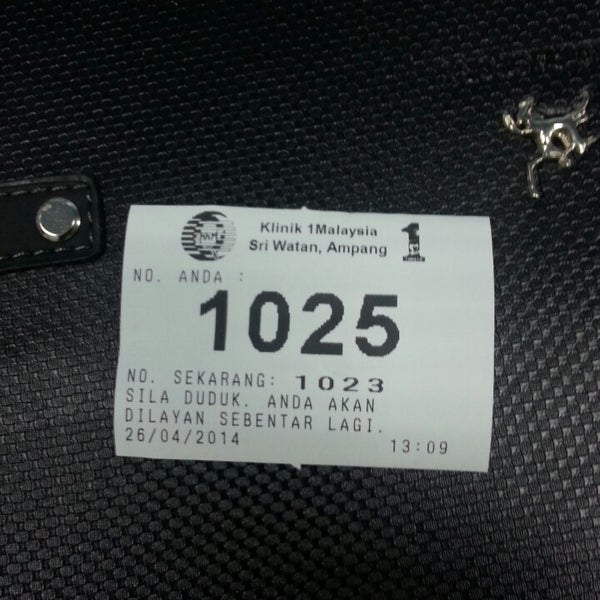 Klinik 1Malaysia
Sri Watan, Ampang
NO. ANDA :
1025
NO. SEKARANG: 1023
SILA DUDUK. ANDA AKAN
DILAYAN SEBENTAR LAGI.
26/04/2014 13:09